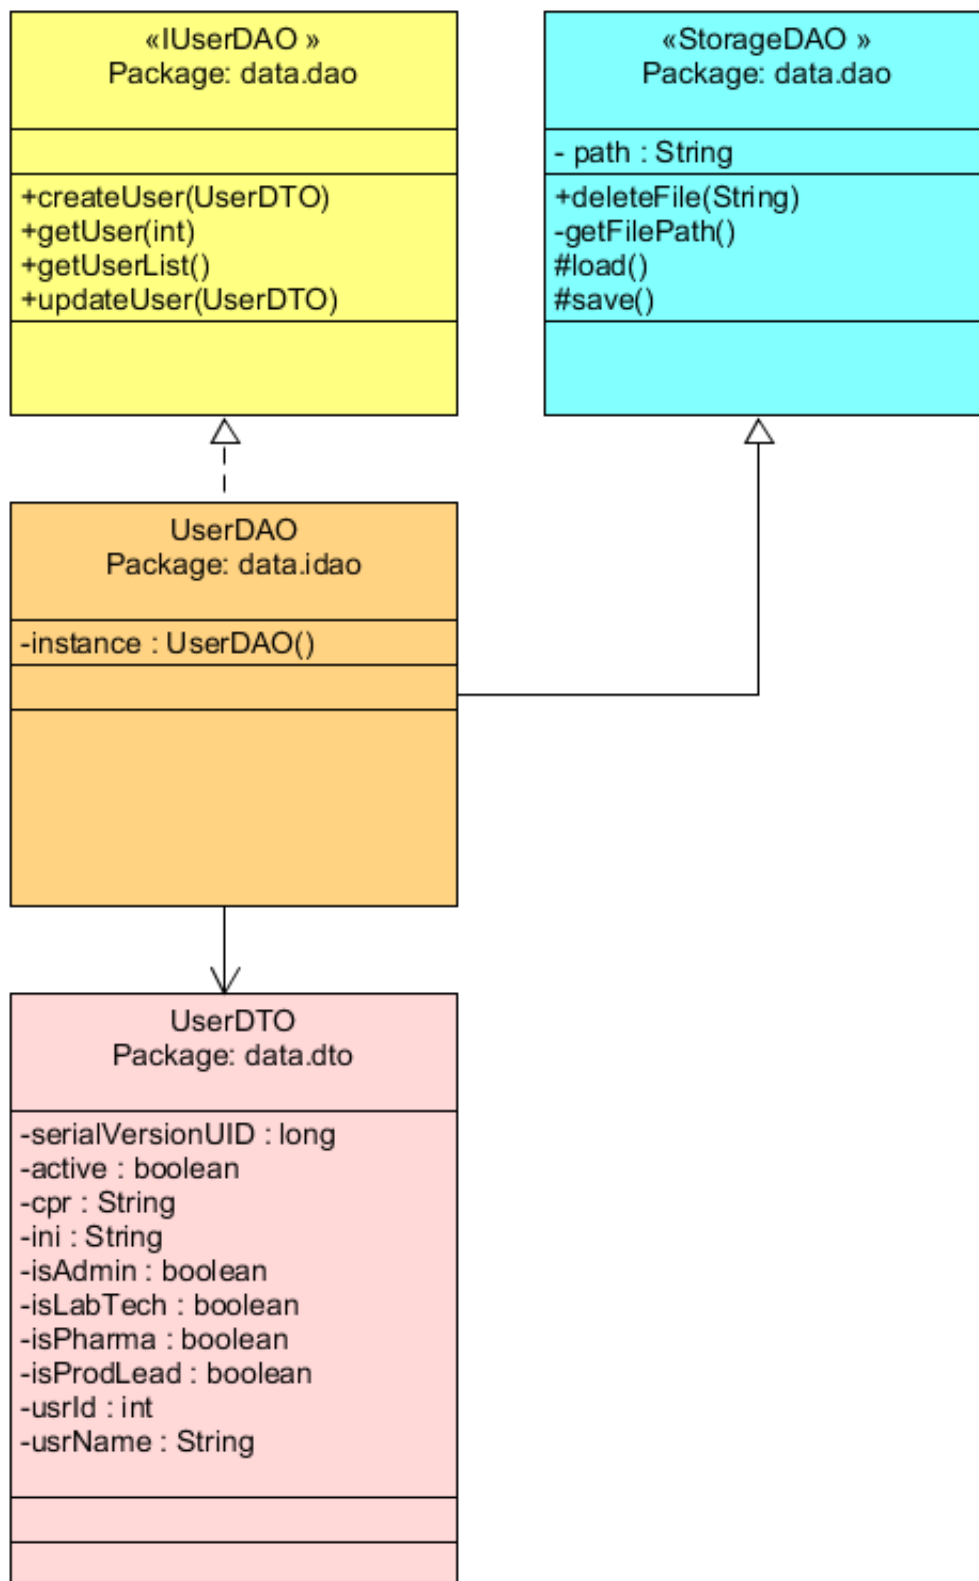 «IUserDAO »
Package: data.dao
+createUser(UserDTO)
+getUser(int)
+getUserList()
+updateUser(UserDTO)
«StorageDAO »
Package: data.dao
- path : String
+deleteFile(String)
-getFilePath()
#load()
#save()
UserDAO
Package: data.idao
-instance : UserDAO()
UserDTO
Package: data.dto
-serialVersionUID : long
-active : boolean
-cpr : String
-ini : String
-isAdmin : boolean
-isLabTech : boolean
-isPharma : boolean
-isProdLead : boolean
-usrId : int
-usrName : String